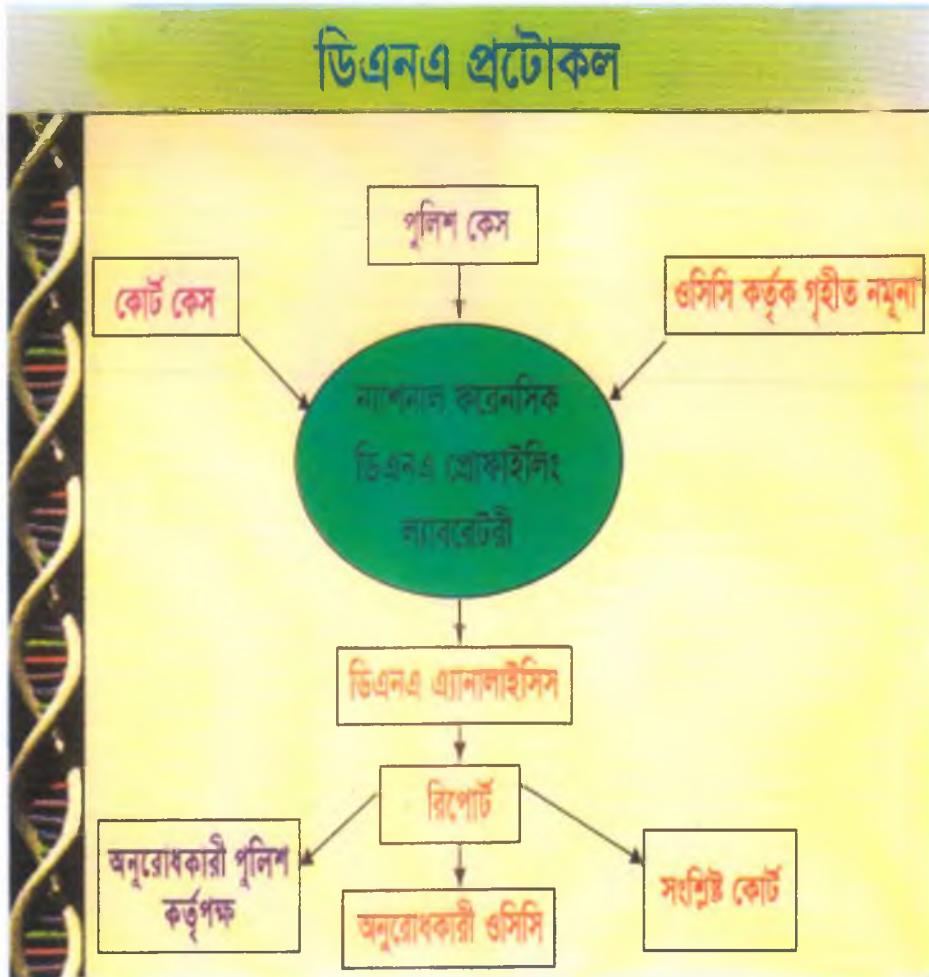 ডিএনএ প্রটোকল
পুলিশ কেস
কোর্ট কেস
ওসিসি কর্তৃক গৃহীত নমূনা
ন্যাশনাল ফরেনসিক
ডিএনএ প্রোফাইলিং
ল্যাবরেটরী
ডিএনএ এ্যানালাইসিস
রিপোর্ট
অনুরোধকারী পুলিশ
কর্তৃপক্ষ
অনুরোধকারী ওসিসি
সংশ্লিষ্ট কোর্ট